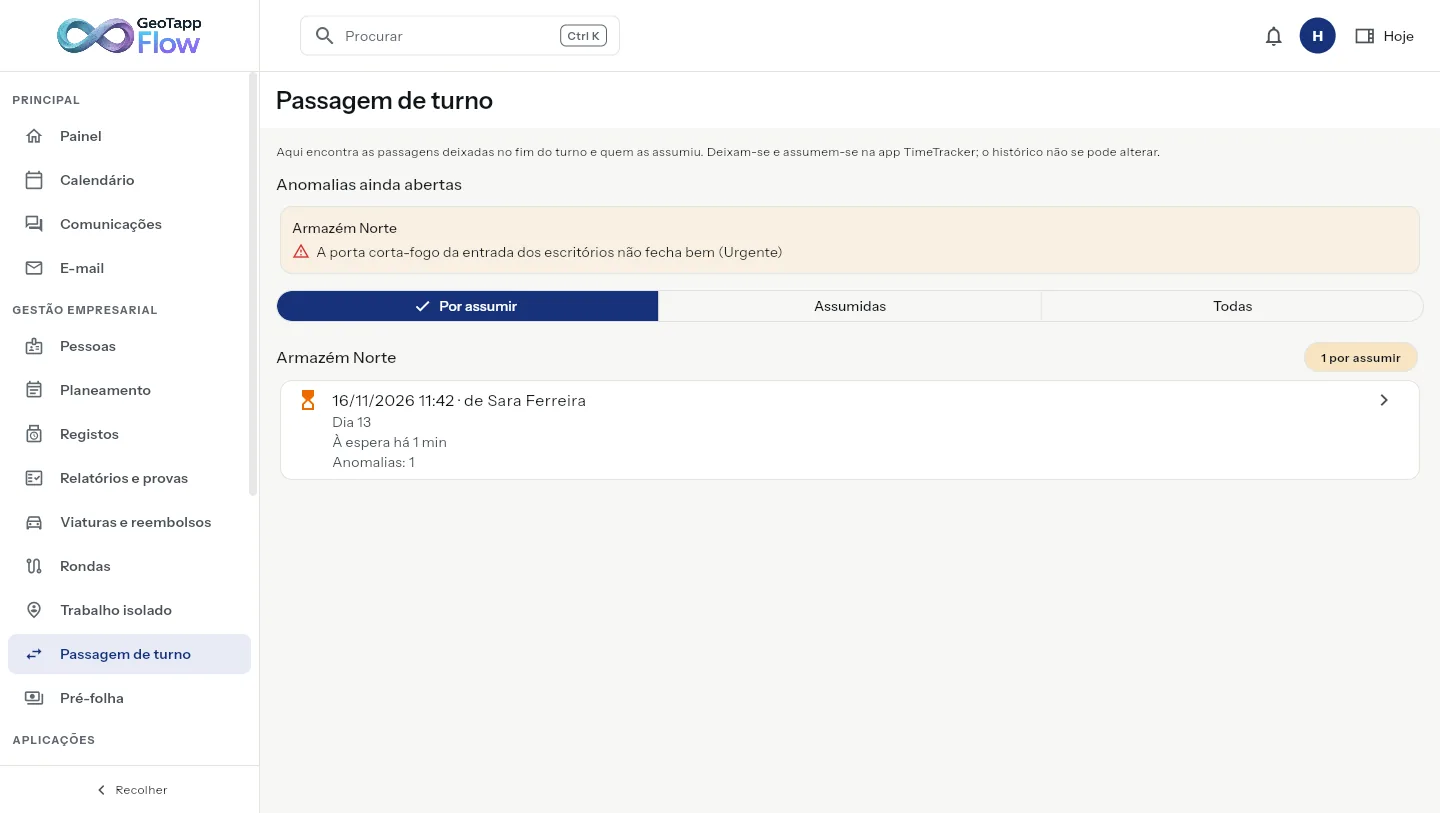 GeoTapp
Flow
Procurar
Ctrl K
H
Hoje
PRINCIPAL
Painel
Calendário
Comunicações
E-mail
GESTÃO EMPRESARIAL
Pessoas
Planeamento
Registos
Relatórios e provas
Viaturas e reembolsos
Rondas
Trabalho isolado
Passagem de turno
Pré-folha
APLICAÇÕES
Recolher
Passagem de turno
Aqui encontra as passagens deixadas no fim do turno e quem as assumiu. Deixam-se e assumem-se na app TimeTracker; o histórico não se pode alterar.
Anomalias ainda abertas
Armazém Norte
A porta corta-fogo da entrada dos escritórios não fecha bem (Urgente)
Por assumir
Assumidas
Todas
Armazém Norte
1 por assumir
16/11/2026 11:42 · de Sara Ferreira
Dia 13
À espera há 1 min
Anomalias: 1